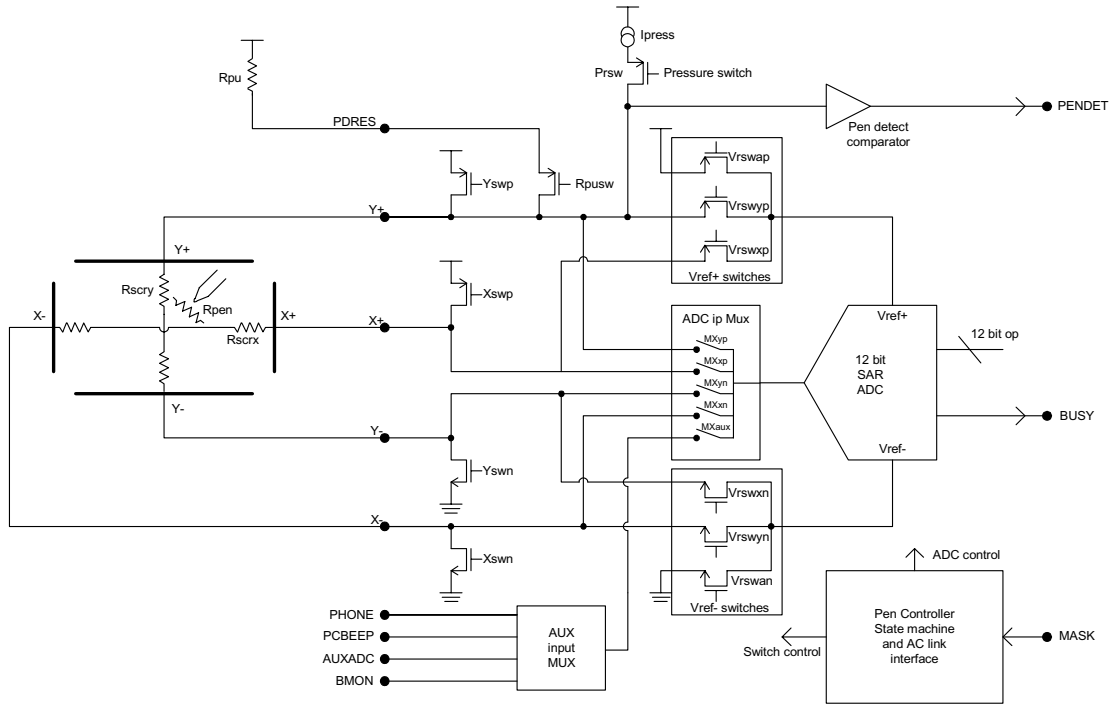 Ipress
Rpu
Prsw
Pressure switch
PENDET
Pen detect
comparator
PDRES
Vrswap
Yswp
Rpusw
Vrswyp
Y+
Vrswxp
Vref+ switches
Y+
Rscry
Rpen
Xswp
X-
X+
X+
Rscrx
ADC ip Mux
MXyp
MXxp
MXyn
MXxn
MXaux
Vref+
12 bit
SAR
ADC
Vref-
12 bit op
BUSY
Y-
Y-
Yswn
Vrswxn
Vrswyn
Vrswan
Vref- switches
X-
Xswn
PHONE
PCBEEP
AUXADC
BMON
AUX
input
MUX
ADC control
Pen Controller
State machine
and AC link
interface
Switch control
MASK